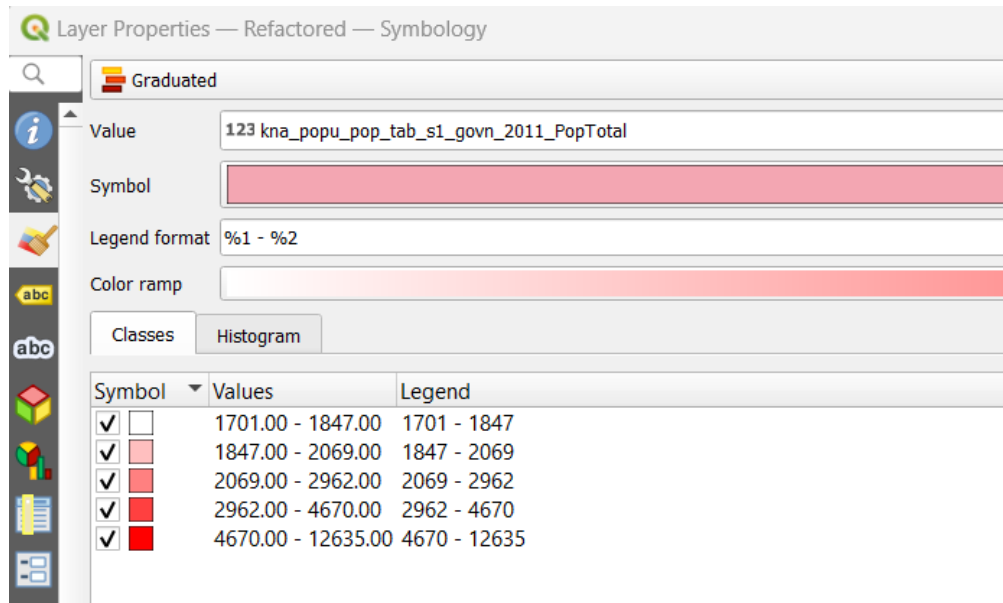 Layer Properties — Refactored — Symbology
Graduated
Value 123 kna_popu_pop_tab_s1_govn_2011_PopTotal
Symbol
Legend format %1 - %2
Color ramp
abc
Classes Histogram
abc
Symbol Values Legend
1701.00 - 1847.00 1701 - 1847
1847.00 - 2069.00 1847 - 2069
2069.00 - 2962.00 2069 - 2962
2962.00 - 4670.00 2962 - 4670
4670.00 - 12635.00 4670 - 12635